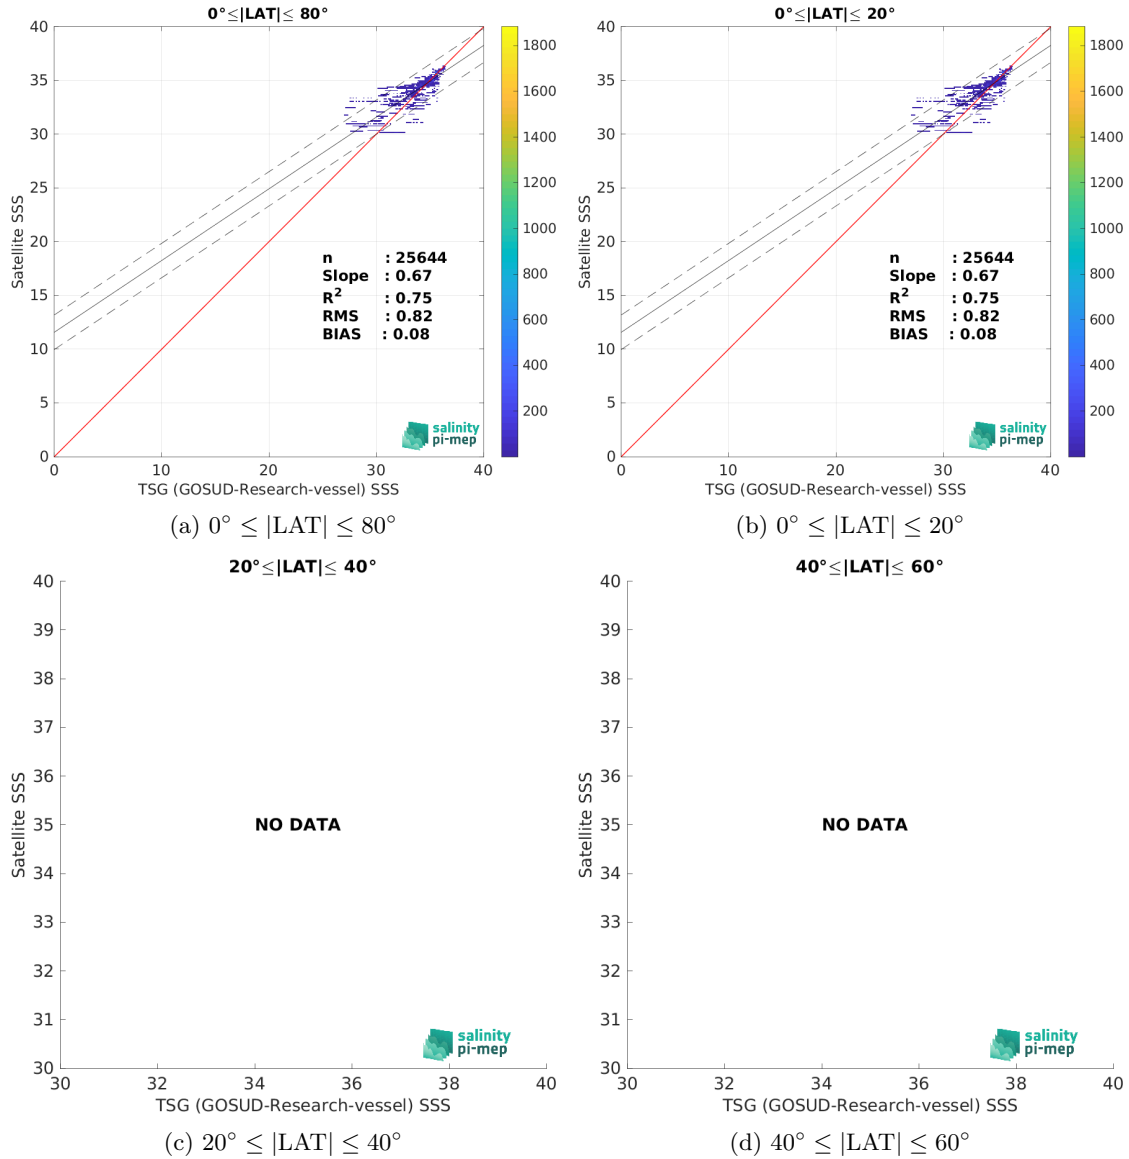 0°≤|LAT|≤ 80°
40
35
30
25
20
15
10
5
0
0
10
20
30
40
Satellite SSS
TSG (GOSUD-Research-vessel) SSS
n : 25644
Slope : 0.67
R² : 0.75
RMS : 0.82
BIAS : 0.08
salinity
pi-mep
1800
1600
1400
1200
1000
800
600
400
200
(a) 0° ≤ |LAT| ≤ 80°
0°≤|LAT|≤ 20°
40
35
30
25
20
15
10
5
0
0
10
20
30
40
Satellite SSS
TSG (GOSUD-Research-vessel) SSS
n : 25644
Slope : 0.67
R² : 0.75
RMS : 0.82
BIAS : 0.08
salinity
pi-mep
1800
1600
1400
1200
1000
800
600
400
200
(b) 0° ≤ |LAT| ≤ 20°
20°≤|LAT|≤ 40°
40
39
38
37
36
35
34
33
32
31
30
30
32
34
36
38
40
Satellite SSS
NO DATA
salinity
pi-mep
TSG (GOSUD-Research-vessel) SSS
(c) 20° ≤ |LAT| ≤ 40°
40°≤|LAT|≤ 60°
40
39
38
37
36
35
34
33
32
31
30
30
32
34
36
38
40
Satellite SSS
NO DATA
salinity
pi-mep
TSG (GOSUD-Research-vessel) SSS
(d) 40° ≤ |LAT| ≤ 60°